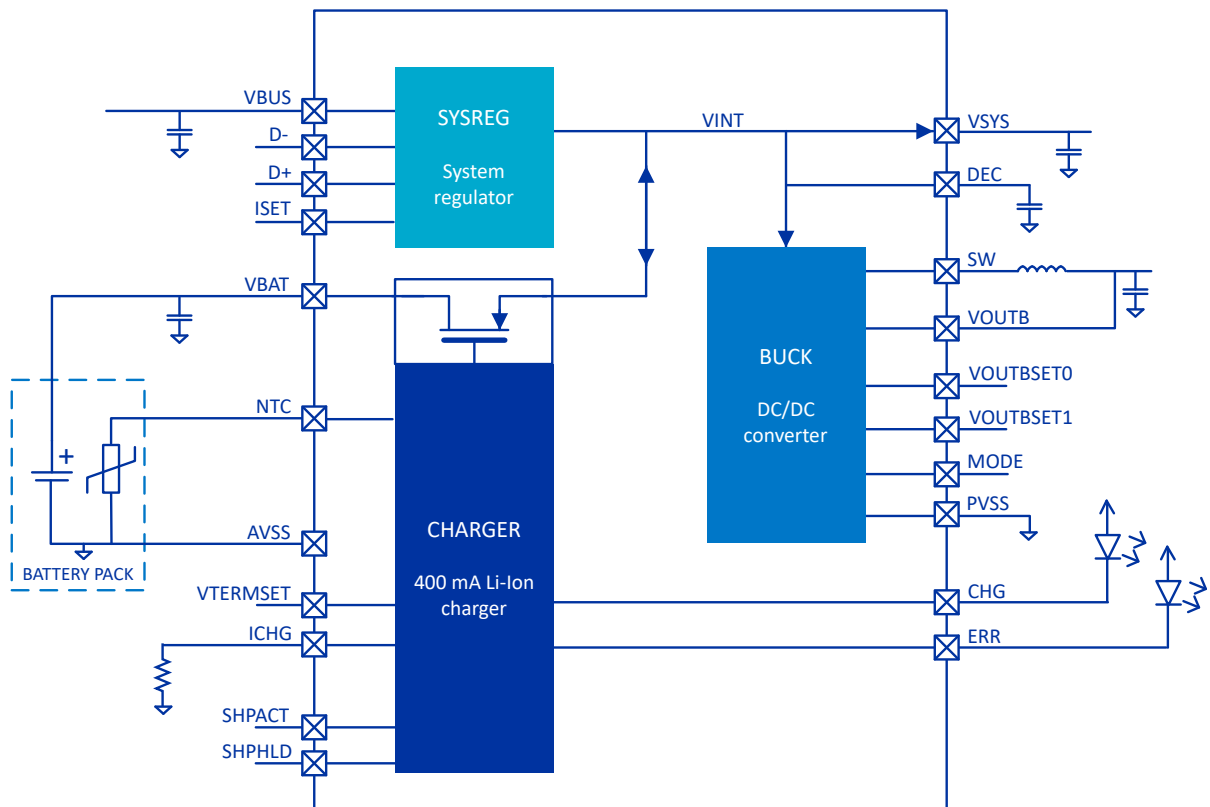 VBUS
D-
D+
ISET
SYSREG
System
regulator
VINT
VSYS
DEC
VBAT
SW
VOUTB
BUCK
DC/DC
converter
VOUTBSET0
VOUTBSET1
MODE
PVSS
NTC
+
AVSS
BATTERY PACK
CHARGER
400 mA Li-Ion
charger
VTERMSET
ICHG
CHG
ERR
SHPACT
SHPHLD